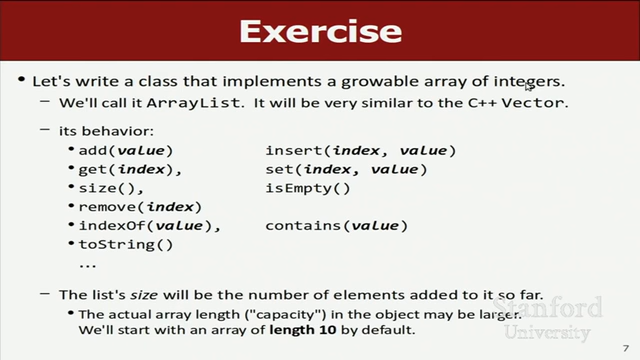 Exercise
• Let's write a class that implements a growable array of integers.
– We'll call it ArrayList. It will be very similar to the C++ Vector.
– its behavior:
• add(value) insert(index, value)
• get(index), set(index, value)
• size(), isEmpty()
• remove(index)
• indexOf(value), contains(value)
• toString()
...
– The list's size will be the number of elements added to it so far.
• The actual array length ("capacity") in the object may be larger.
We'll start with an array of length 10 by default.
Stanford
University
7